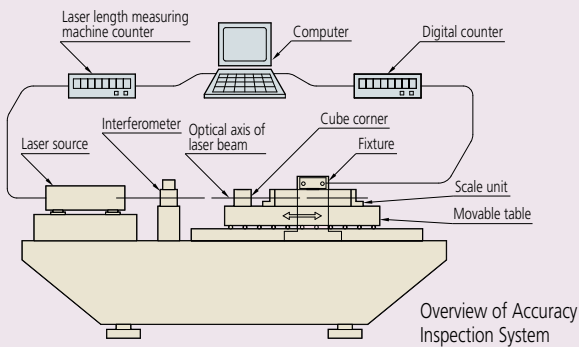 Laser length measuring
machine counter
Computer
Digital counter
Interferometer
Optical axis of
laser beam
Cube corner
Fixture
Laser source
Scale unit
Movable table
Overview of Accuracy
Inspection System